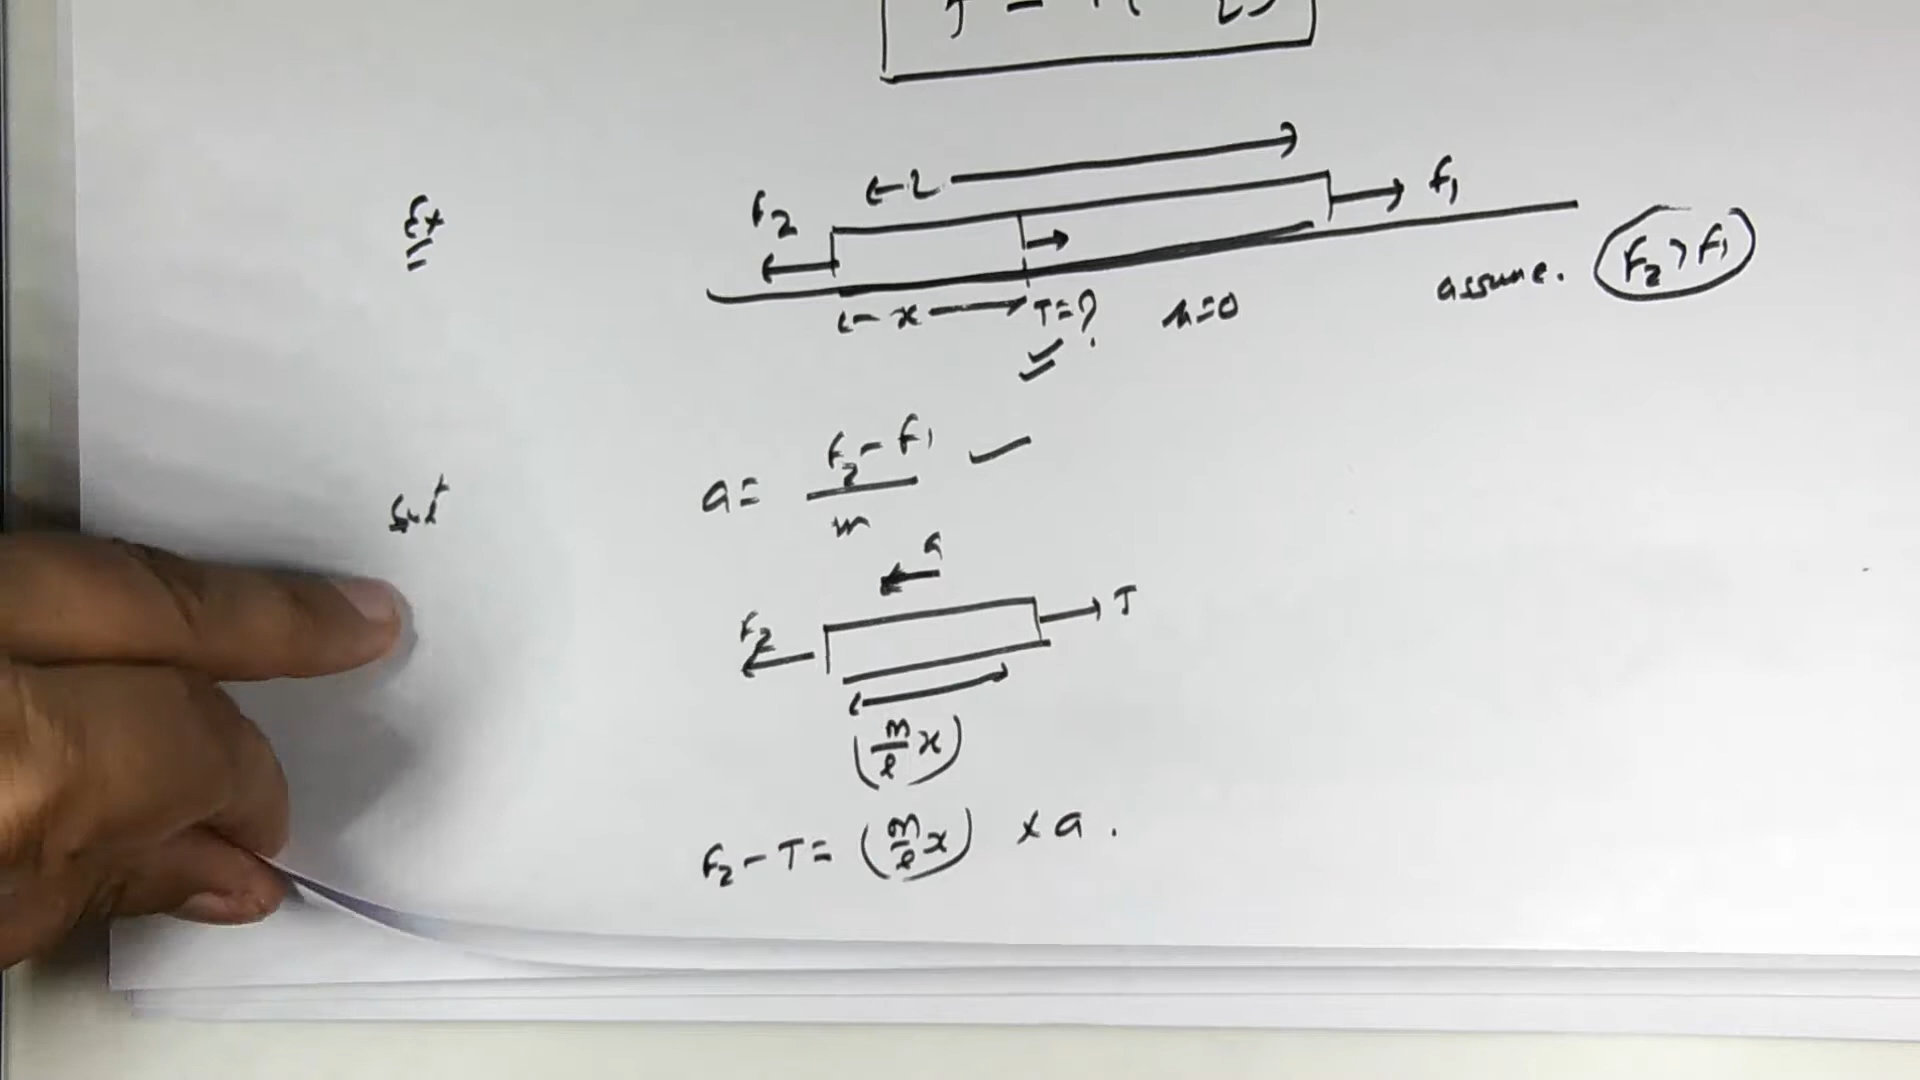 Ex
← L →
F₂
F₁
← x → T=?
μ=0
assume. F₂ > F₁
Sol
a = (F₂ - F₁)/m
a
F₂
T
(m/l x)
F₂ - T = (m/l x) × a.